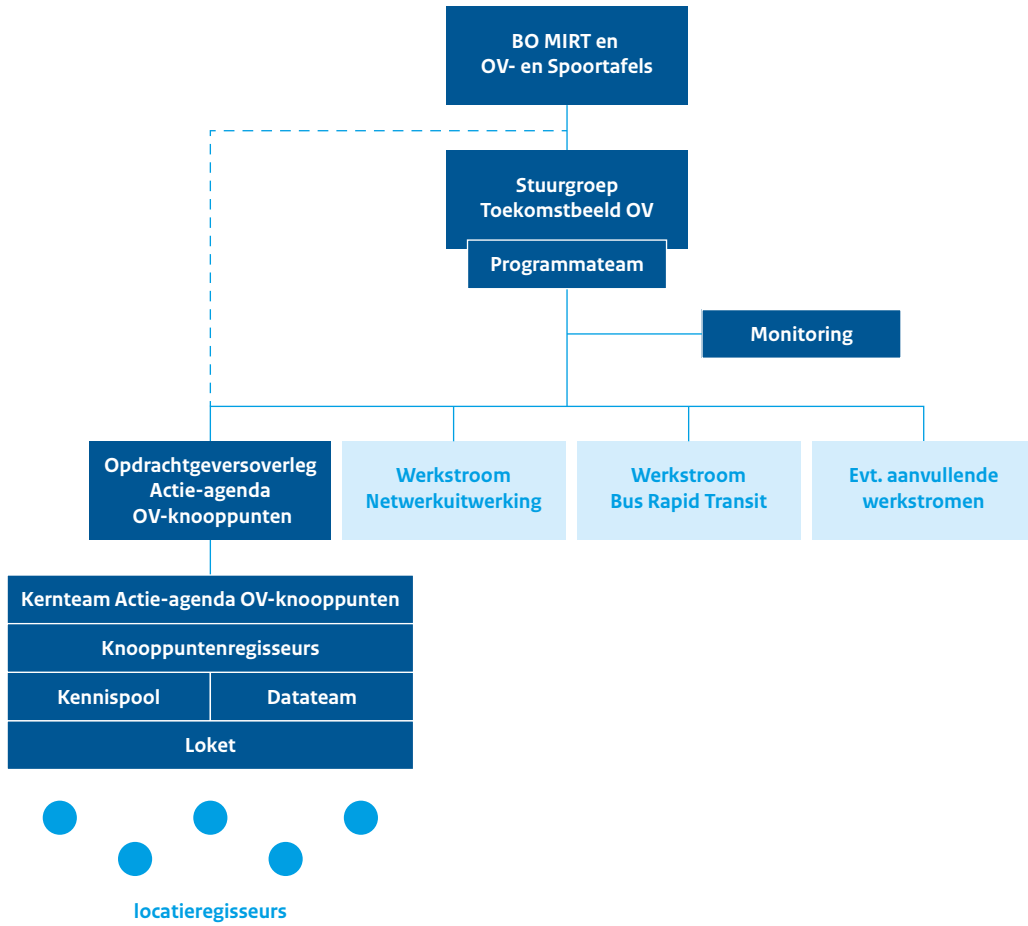 BO MIRT en
OV- en Spoortafels
Stuurgroep
Toekomstbeeld OV
Programmateam
Monitoring
Opdrachtgeversoverleg
Actie-agenda
OV-knooppunten
Werkstroom
Netwerkuitwerking
Werkstroom
Bus Rapid Transit
Evt. aanvullende
werkstromen
Kernteam Actie-agenda OV-knooppunten
Knooppuntenregisseurs
Kennispool
Datateam
Loket
locatieregisseurs